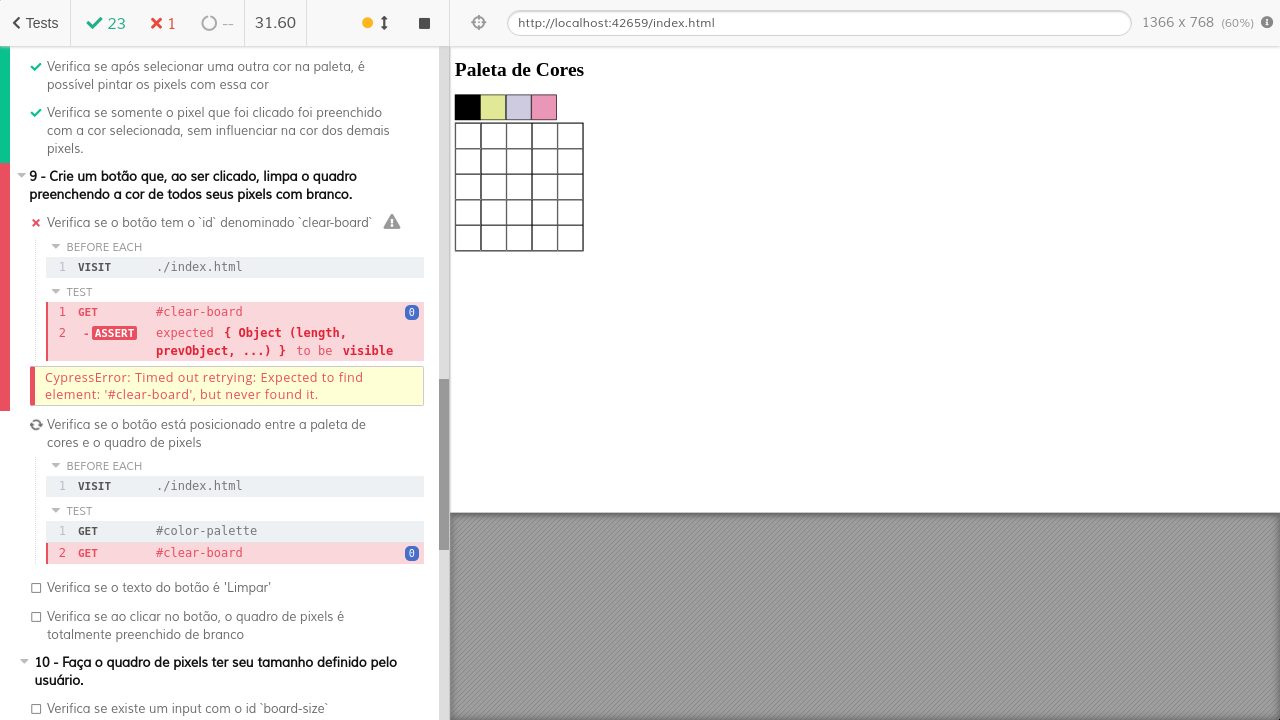 Tests
23
1
--
31.60
http://localhost:42659/index.html
1366 x 768 (60%)
Verifica se após selecionar uma outra cor na paleta, é
possível pintar os pixels com essa cor
Verifica se somente o pixel que foi clicado foi preenchido
com a cor selecionada, sem influenciar na cor dos demais
pixels.
9 - Crie um botão que, ao ser clicado, limpa o quadro
preenchendo a cor de todos seus pixels com branco.
Verifica se o botão tem o `id` denominado `clear-board`
BEFORE EACH
1 VISIT ./index.html
TEST
1 GET #clear-board 0
2 - ASSERT expected { Object (length,
prevObject, ...) } to be visible
CypressError: Timed out retrying: Expected to find
element: '#clear-board', but never found it.
Verifica se o botão está posicionado entre a paleta de
cores e o quadro de pixels
BEFORE EACH
1 VISIT ./index.html
TEST
1 GET #color-palette
2 GET #clear-board 0
Verifica se o texto do botão é 'Limpar'
Verifica se ao clicar no botão, o quadro de pixels é
totalmente preenchido de branco
10 - Faça o quadro de pixels ter seu tamanho definido pelo
usuário.
Verifica se existe um input com o id `board-size`
Paleta de Cores